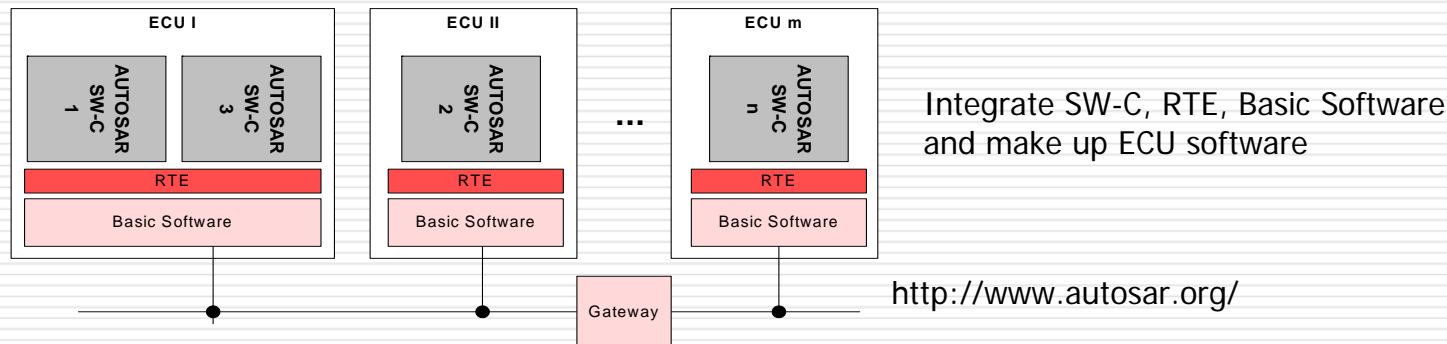 ECU I
AUTOSAR
SW-C
1
AUTOSAR
SW-C
3
RTE
Basic Software
ECU II
AUTOSAR
SW-C
2
RTE
Basic Software
...
ECU m
AUTOSAR
SW-C
n
RTE
Basic Software
Gateway
Integrate SW-C, RTE, Basic Software
and make up ECU software
http://www.autosar.org/